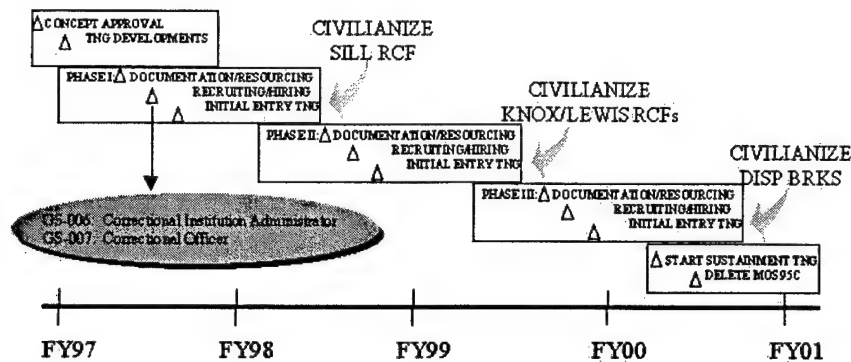 CONCEPT APPROVAL
TNG DEVELOPMENTS
CIVILIANIZE
SILL RCF
PHASE I: DOCUMENTATION/RESOURCING
RECRUITING/HIRING
INITIAL ENTRY TNG
CIVILIANIZE
KNOX/LEWIS RCFs
PHASE II: DOCUMENTATION/RESOURCING
RECRUITING/HIRING
INITIAL ENTRY TNG
CIVILIANIZE
DISP BRKS
PHASE III: DOCUMENTATION/RESOURCING
RECRUITING/HIRING
INITIAL ENTRY TNG
GS-006: Correctional Institution Administrator
GS-007: Correctional Officer
START SUSTAINMENT TNG
DELETE MOS 95C
FY97 FY98 FY99 FY00 FY01